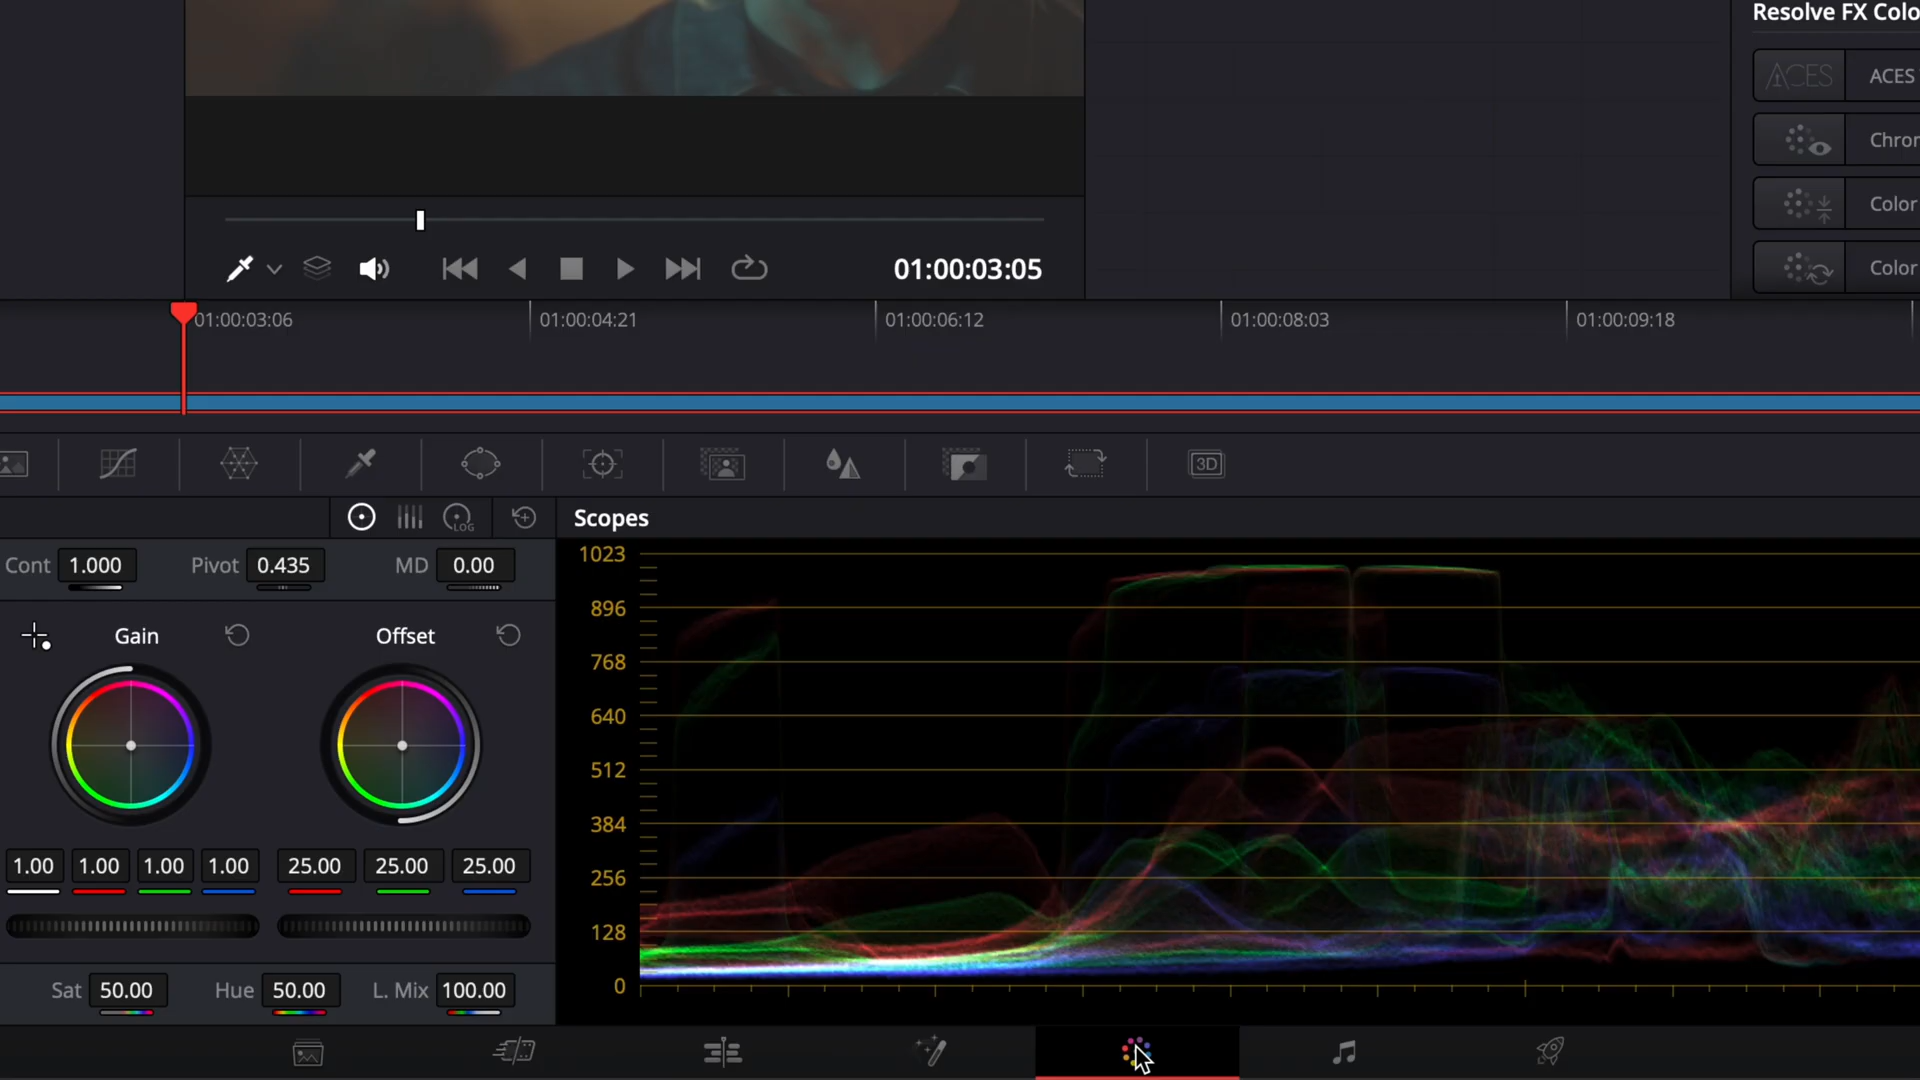 Resolve FX Colo
ACES ACES
Chron
Color
Color
01:00:03:05
01:00:03:06 01:00:04:21 01:00:06:12 01:00:08:03 01:00:09:18
3D
LOG
Scopes
Cont 1.000 Pivot 0.435 MD 0.00
Gain Offset
1.00 1.00 1.00 1.00 25.00 25.00 25.00
Sat 50.00 Hue 50.00 L. Mix 100.00
1023
896
768
640
512
384
256
128
0